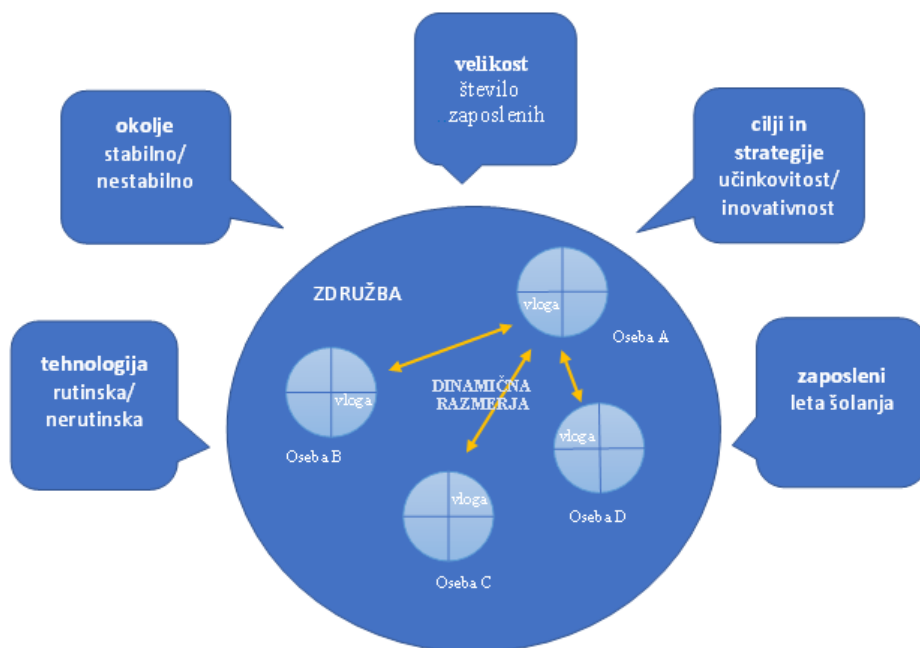 velikost
število
zaposlenih
okolje
stabilno/
nestabilno
cilji in
strategije
učinkovitost/
inovativnost
ZDRUŽBA
vloga
Oseba A
tehnologija
rutinska/
nerutinska
DINAMIČNA
RAZMERJA
zaposleni
leta šolanja
vloga
Oseba B
vloga
Oseba D
vloga
Oseba C